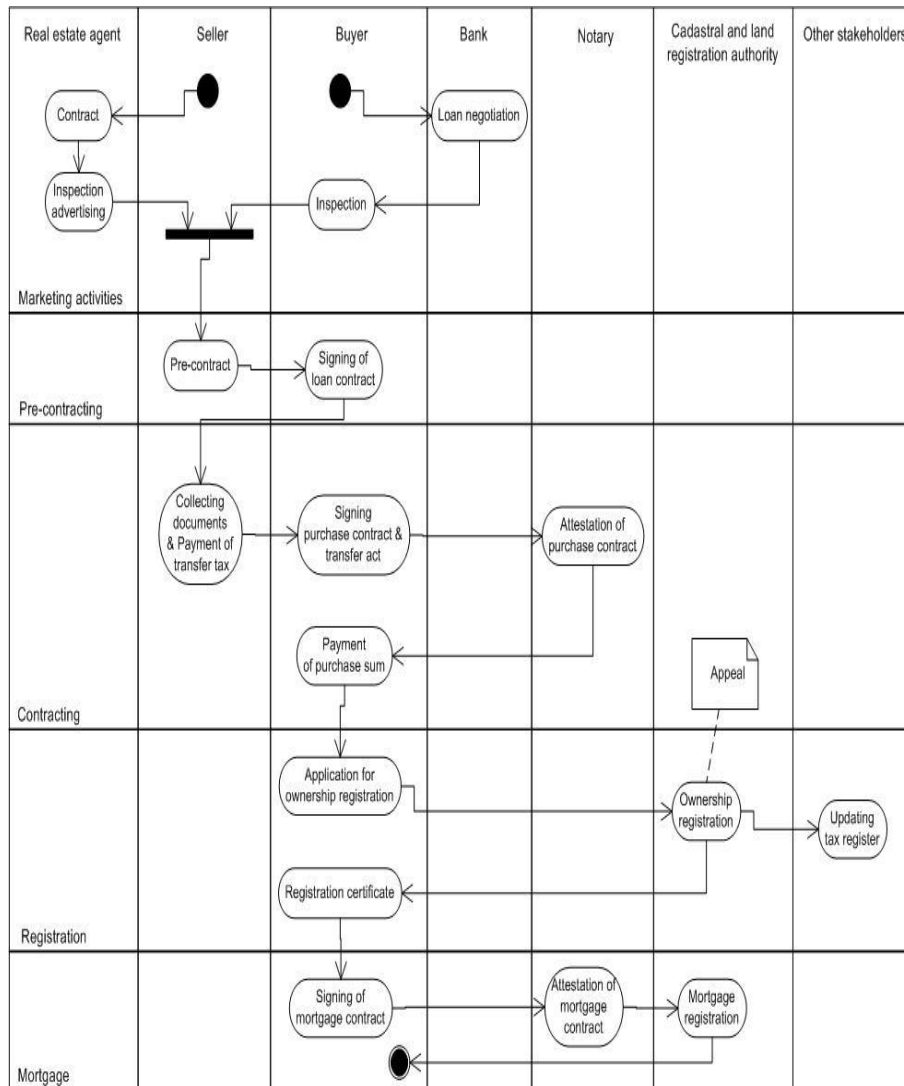 Real estate agent
Seller
Buyer
Bank
Notary
Cadastral and land
registration authority
Other stakeholders
Contract
Loan negotiation
Inspection
advertising
Inspection
Marketing activities
Pre-contract
Signing of
loan contract
Pre-contracting
Collecting
documents
& Payment of
transfer tax
Signing
purchase contract &
transfer act
Attestation of
purchase contract
Payment
of purchase sum
Appeal
Contracting
Application for
ownership registration
Ownership
registration
Updating
tax register
Registration certificate
Registration
Signing of
mortgage contract
Attestation of
mortgage
contract
Mortgage
registration
Mortgage